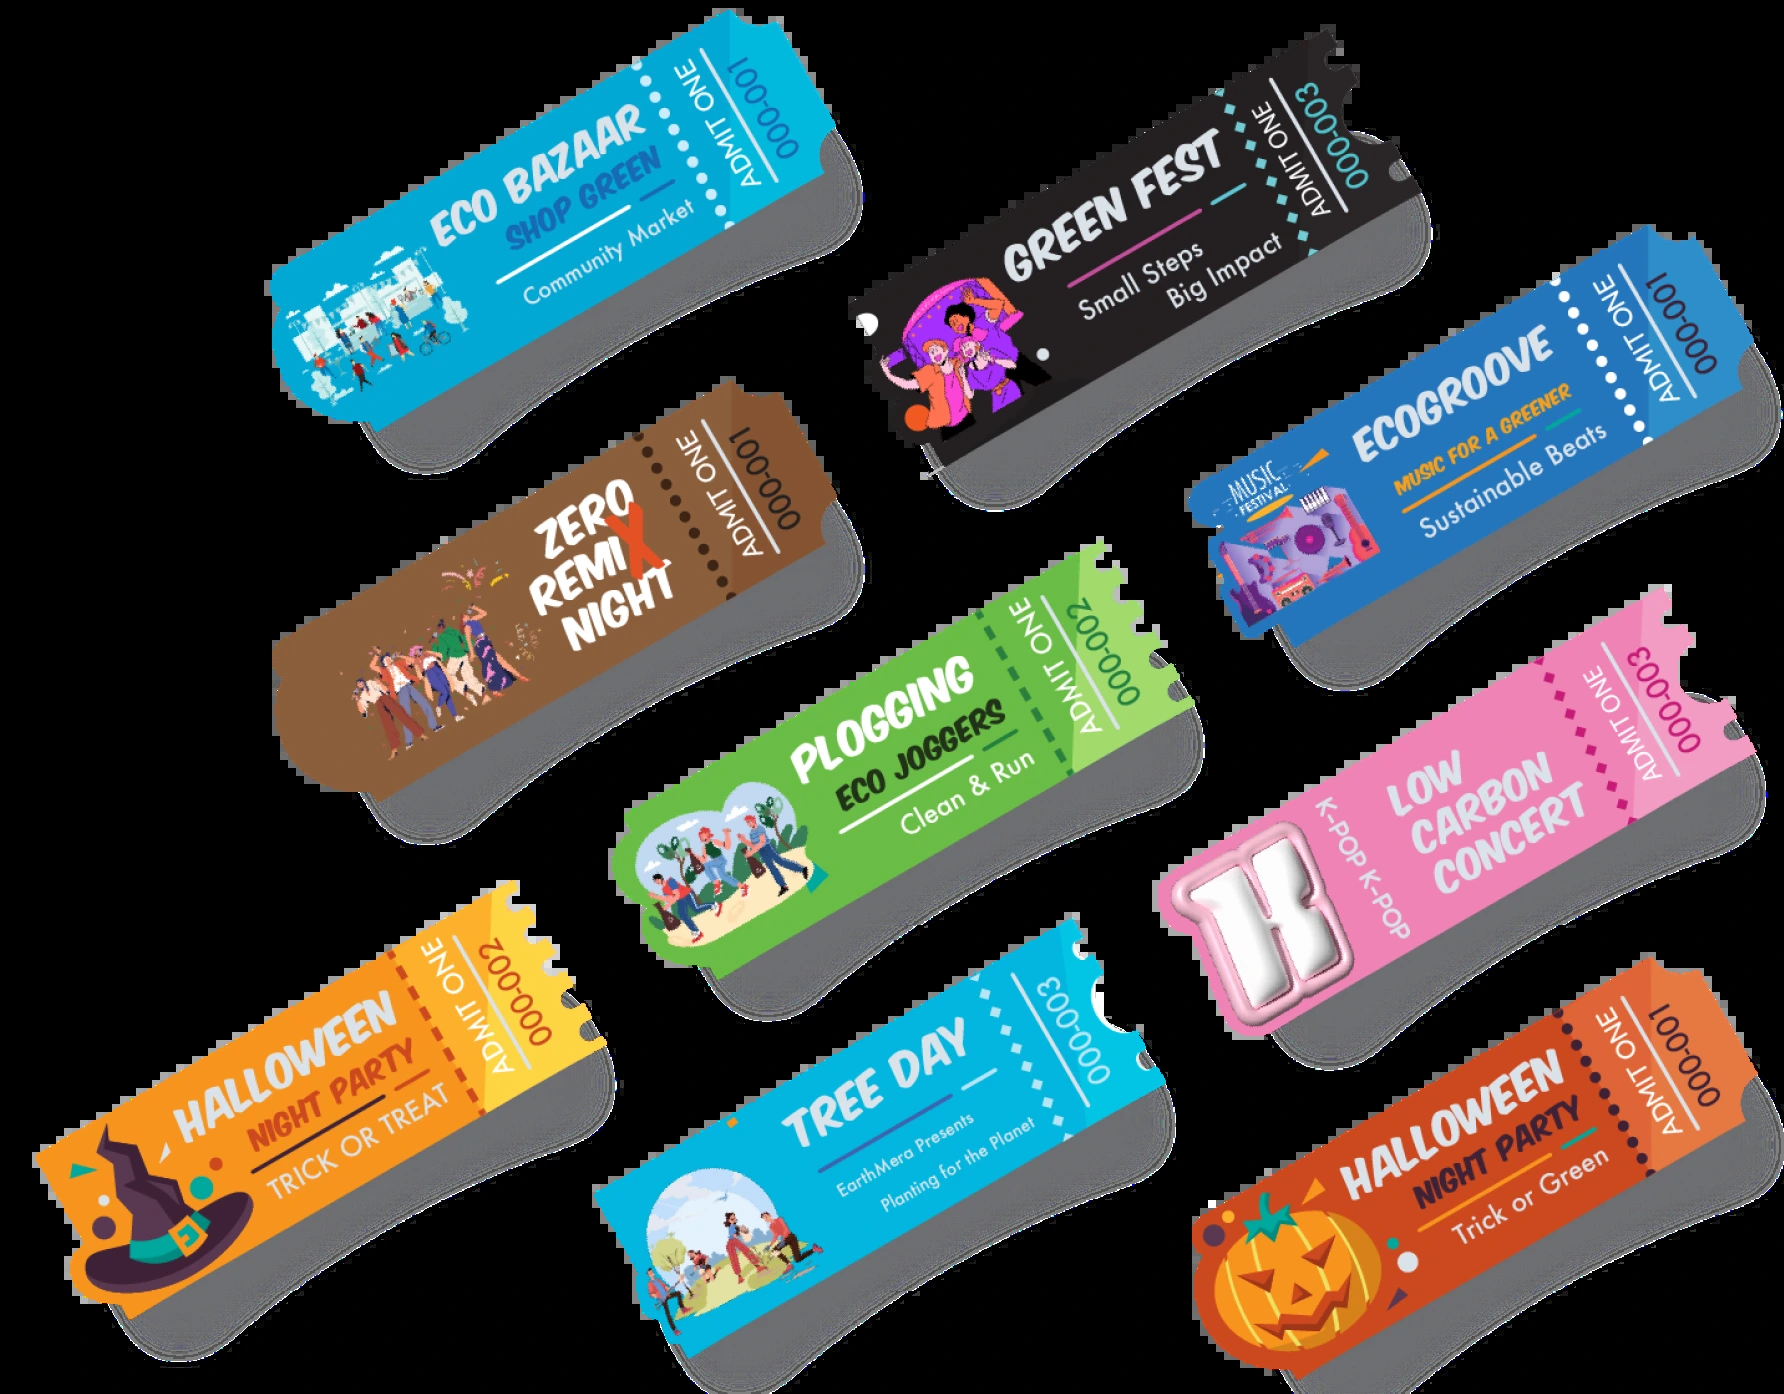 ECO BAZAAR
SHOP GREEN
Community Market
ADMIT ONE
000-001
GREEN FEST
Small Steps
Big Impact
ADMIT ONE
000-003
MUSIC
FESTIVAL
ECOGROOVE
MUSIC FOR A GREENER
Sustainable Beats
ADMIT ONE
000-001
ZERO
REMIX
NIGHT
ADMIT ONE
000-001
PLOGGING
ECO JOGGERS
Clean & Run
ADMIT ONE
000-002
K
K-POP K-POP
LOW
CARBON
CONCERT
ADMIT ONE
000-003
HALLOWEEN
NIGHT PARTY
TRICK OR TREAT
ADMIT ONE
000-002
TREE DAY
EarthMera Presents
Planting for the Planet
000-003
HALLOWEEN
NIGHT PARTY
Trick or Green
ADMIT ONE
000-001